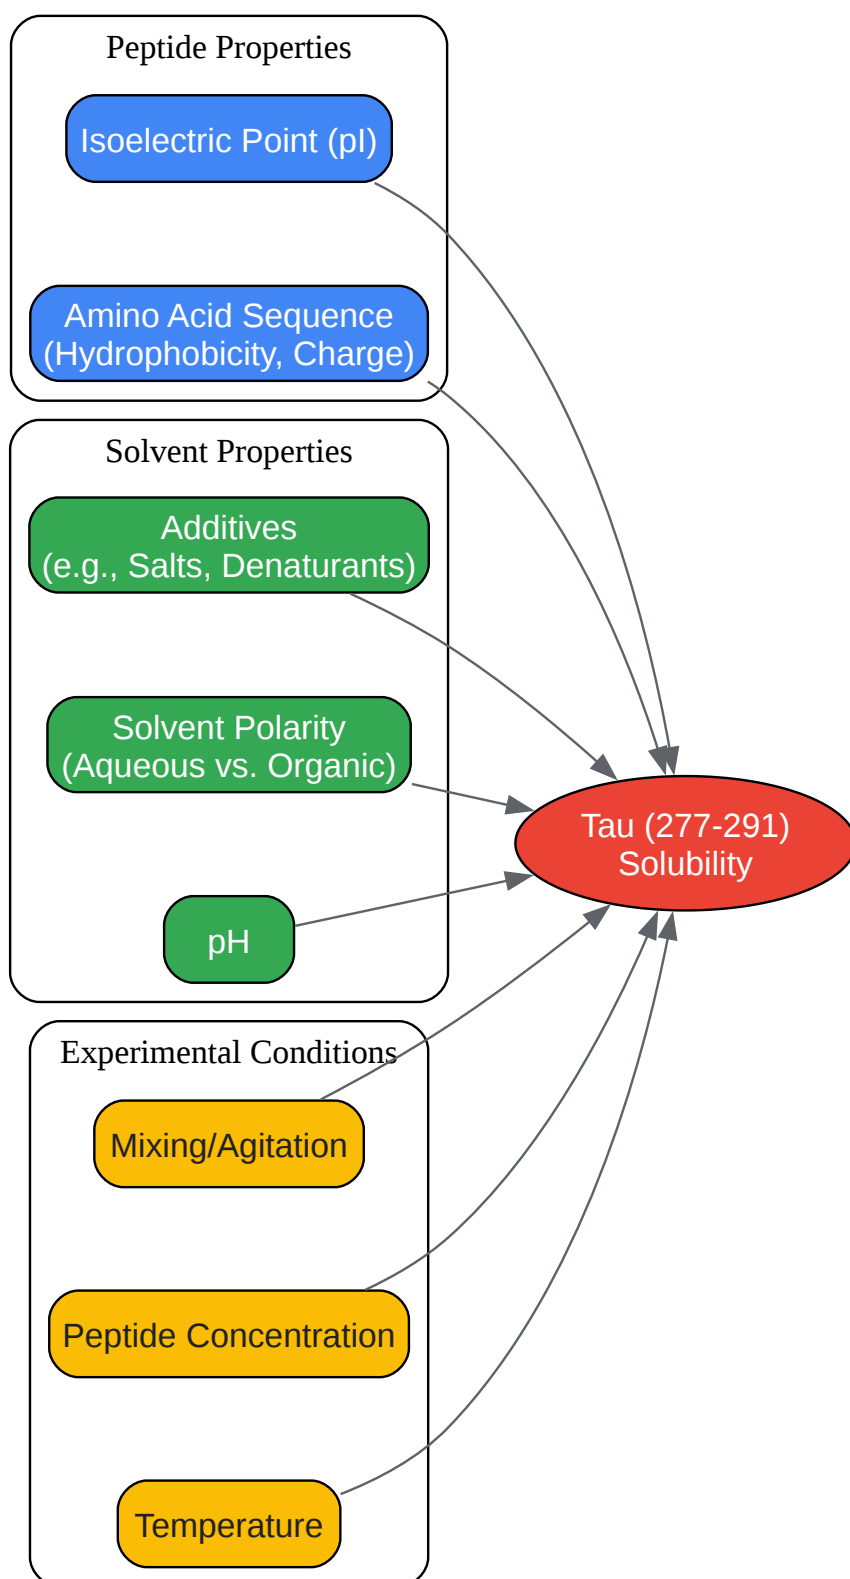 Peptide Properties
Isoelectric Point (pI)
Amino Acid Sequence
(Hydrophobicity, Charge)
Solvent Properties
Additives
(e.g., Salts, Denaturants)
Solvent Polarity
(Aqueous vs. Organic)
pH
Tau (277-291)
Solubility
Experimental Conditions
Mixing/Agitation
Peptide Concentration
Temperature